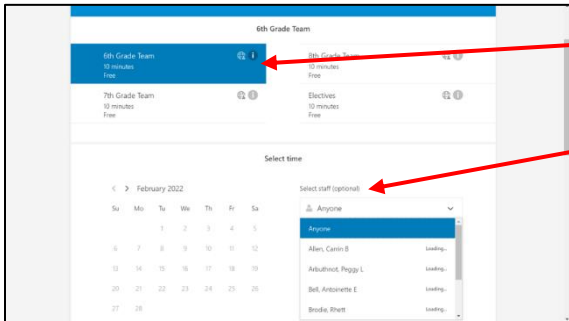 6th Grade Team
6th Grade Team
10 minutes
Free
8th Grade Team
10 minutes
Free
7th Grade Team
10 minutes
Free
Electives
10 minutes
Free
Select time
February 2022
Su Mo Tu We Th Fr Sa
1 2 3 4 5
6 7 8 9 10 11 12
13 14 15 16 17 18 19
20 21 22 23 24 25 26
27 28
Select staff (optional)
Anyone
Anyone
Allen, Carrin B Loading...
Arbuthnot, Peggy L Loading...
Bell, Antoinette E Loading...
Brodie, Rhett Loading...